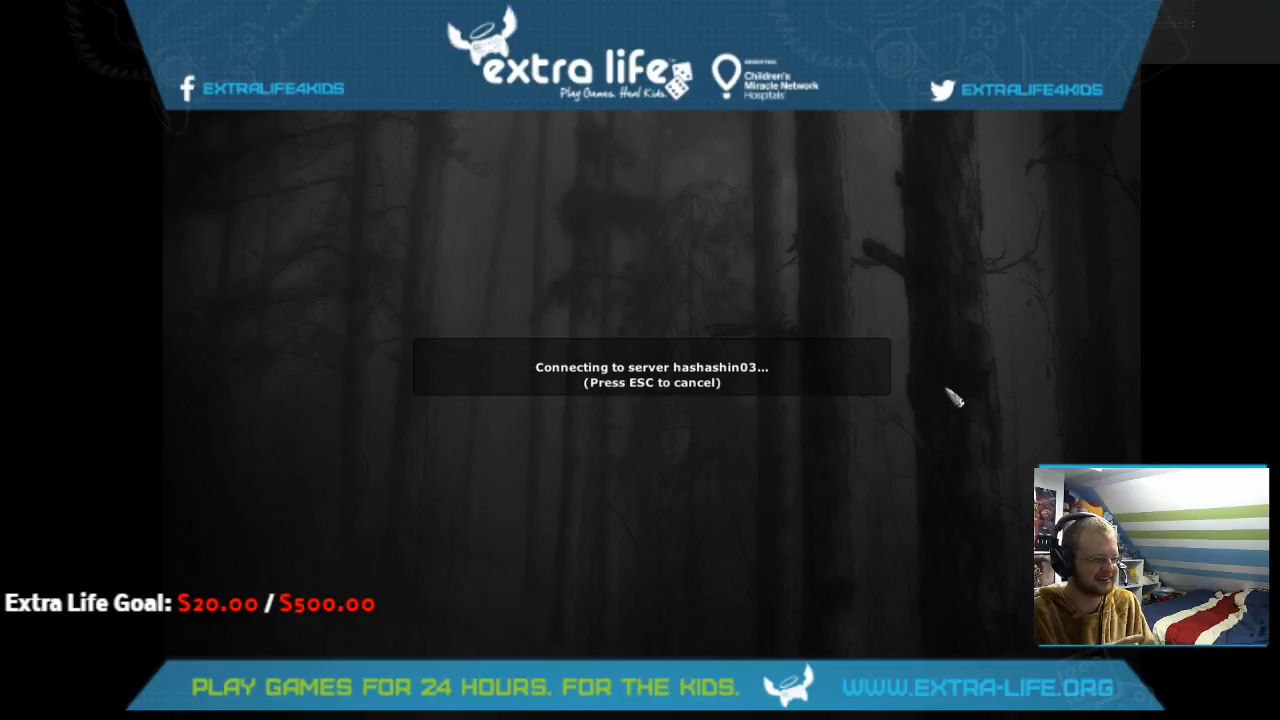 extra life
Play Games. Heal Kids.
Children's
Miracle Network
Hospitals
EXTRALIFE4KIDS
EXTRALIFE4KIDS
Connecting to server hashashin03...
(Press ESC to cancel)
Extra Life Goal: $20.00 / $500.00
PLAY GAMES FOR 24 HOURS. FOR THE KIDS.
WWW.EXTRA-LIFE.ORG